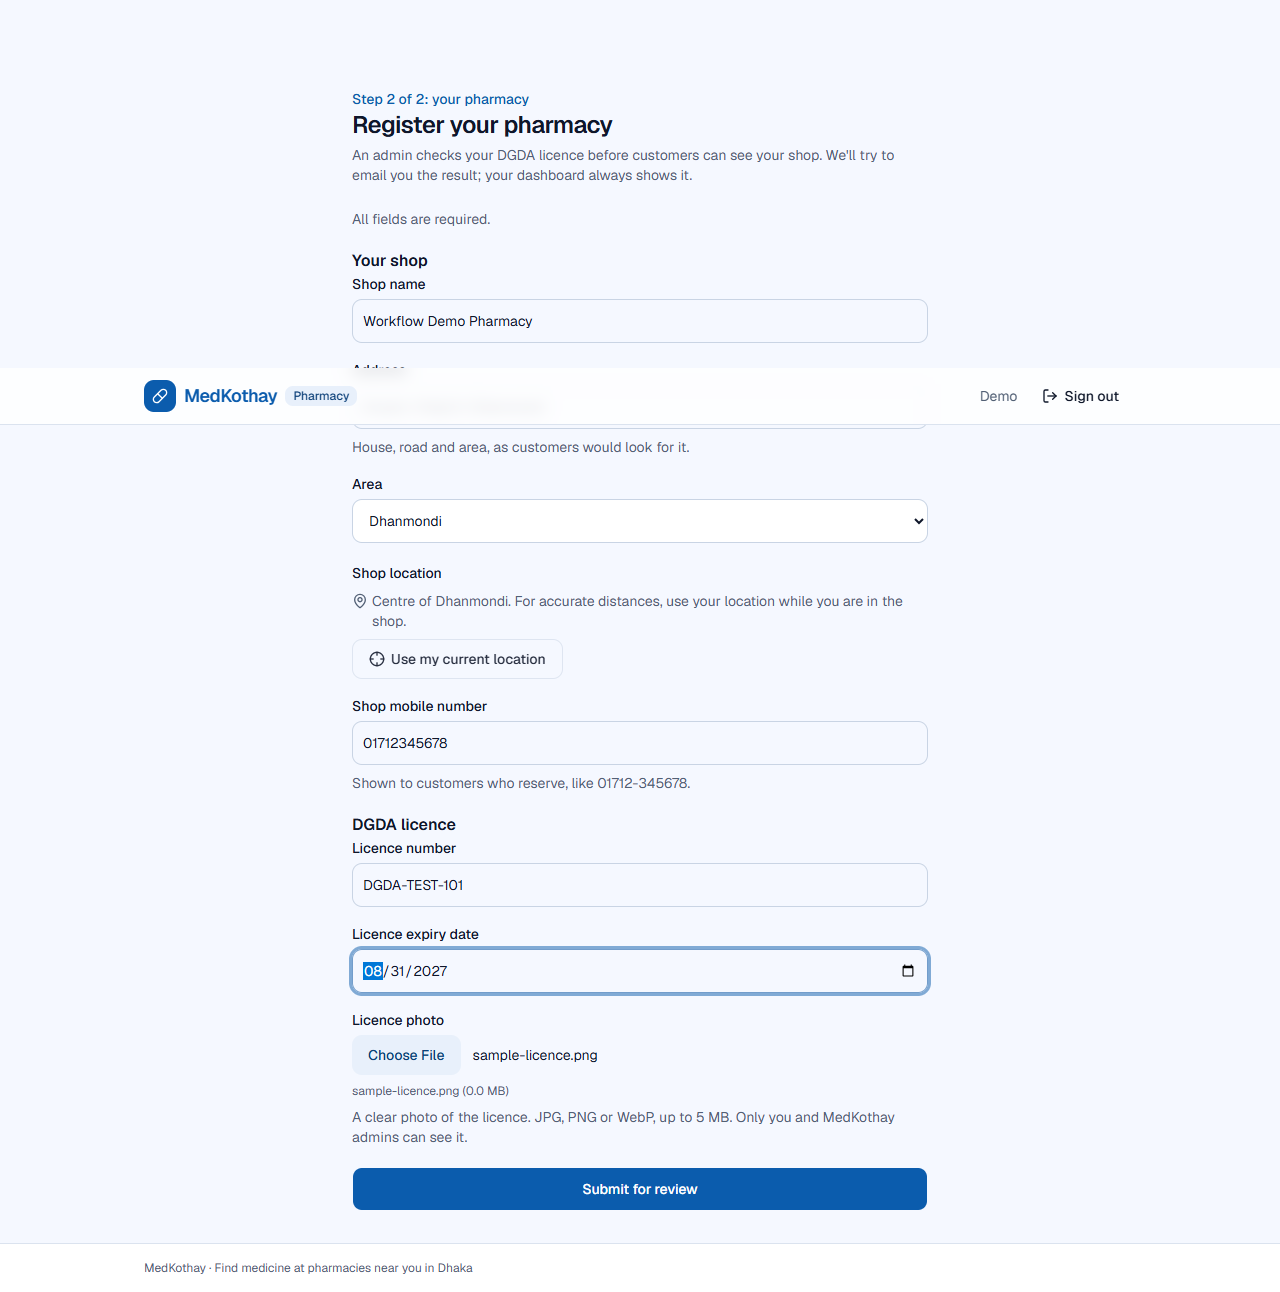 Step 2 of 2: your pharmacy
Register your pharmacy
An admin checks your DGDA licence before customers can see your shop. We'll try to
email you the result; your dashboard always shows it.
All fields are required.
Your shop
Shop name
Workflow Demo Pharmacy
Address
MedKothay
Pharmacy
Demo
Sign out
House, road and area, as customers would look for it.
Area
Dhanmondi
Shop location
Centre of Dhanmondi. For accurate distances, use your location while you are in the
shop.
Use my current location
Shop mobile number
01712345678
Shown to customers who reserve, like 01712-345678.
DGDA licence
Licence number
DGDA-TEST-101
Licence expiry date
08/31/2027
Licence photo
Choose File sample-licence.png
sample-licence.png (0.0 MB)
A clear photo of the licence. JPG, PNG or WebP, up to 5 MB. Only you and MedKothay
admins can see it.
Submit for review
MedKothay · Find medicine at pharmacies near you in Dhaka